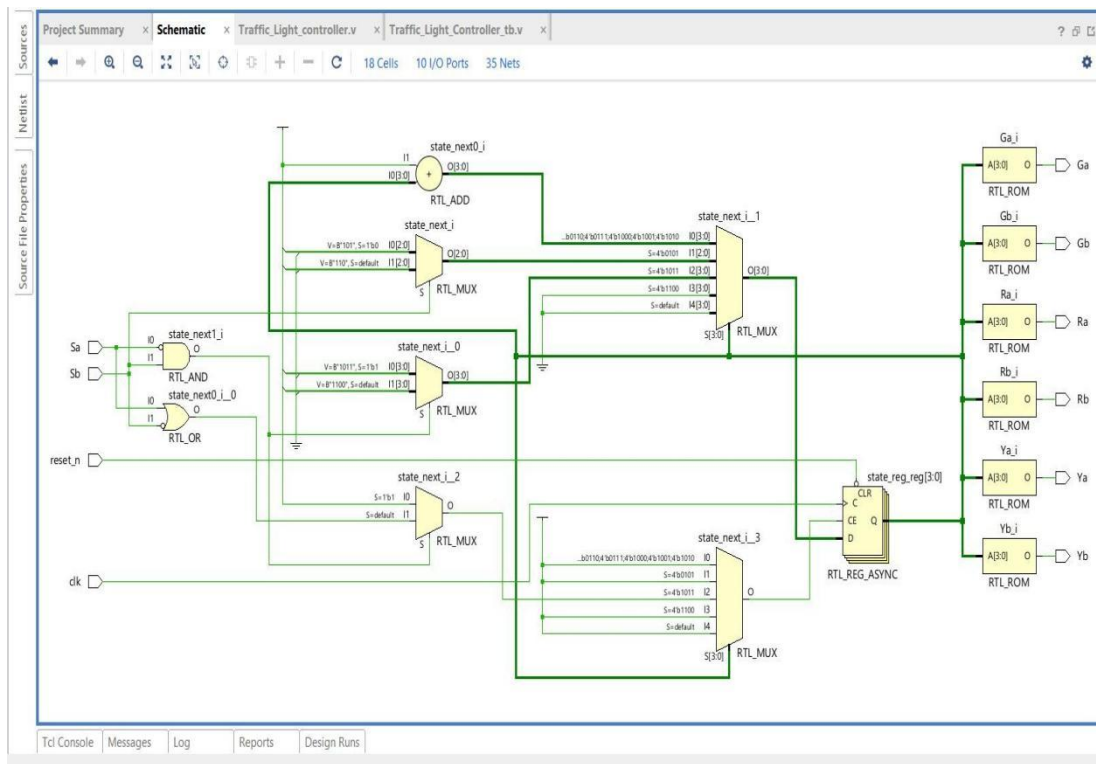 Project Summary × Schematic × Traffic_Light_controller.v × Traffic_Light_Controller_tb.v ×
?
18 Cells 10 I/O Ports 35 Nets
Sources
Netlist
Source File Properties
state_next0_i
I1
I0[3:0]
O[3:0]
+
RTL_ADD
state_next_i
V=B"101", S=1'b0 I0[2:0]
V=B"110", S=default I1[2:0]
O[2:0]
S
RTL_MUX
state_next_i__1
...b0110;4'b0111;4'b1000;4'b1001;4'b1010 I0[3:0]
S=4'b0101 I1[2:0]
S=4'b1011 I2[3:0]
S=4'b1100 I3[3:0]
S=default I4[3:0]
O[3:0]
S[3:0]
RTL_MUX
Sa
Sb
state_next1_i
I0
I1
O
RTL_AND
state_next0_i__0
I0
I1
O
RTL_OR
state_next_i__0
V=B"1011", S=1'b1 I0[3:0]
V=B"1100", S=default I1[3:0]
O[3:0]
S
RTL_MUX
reset_n
state_next_i__2
S=1'b1 I0
S=default I1
O
S
RTL_MUX
clk
state_next_i__3
...b0110;4'b0111;4'b1000;4'b1001;4'b1010 I0
S=4'b0101 I1
S=4'b1011 I2
S=4'b1100 I3
S=default I4
O
S[3:0]
RTL_MUX
state_reg_reg[3:0]
CLR
C
CE
Q
D
RTL_REG_ASYNC
Ga_i
A[3:0] O
Ga
RTL_ROM
Gb_i
A[3:0] O
Gb
RTL_ROM
Ra_i
A[3:0] O
Ra
RTL_ROM
Rb_i
A[3:0] O
Rb
RTL_ROM
Ya_i
A[3:0] O
Ya
RTL_ROM
Yb_i
A[3:0] O
Yb
RTL_ROM
Tcl Console Messages Log Reports Design Runs